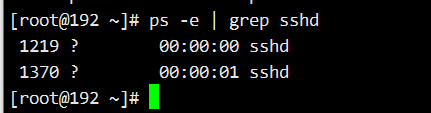 [root@192 ~]# ps -e | grep sshd
1219 ?        00:00:00 sshd
1370 ?        00:00:01 sshd
[root@192 ~]#